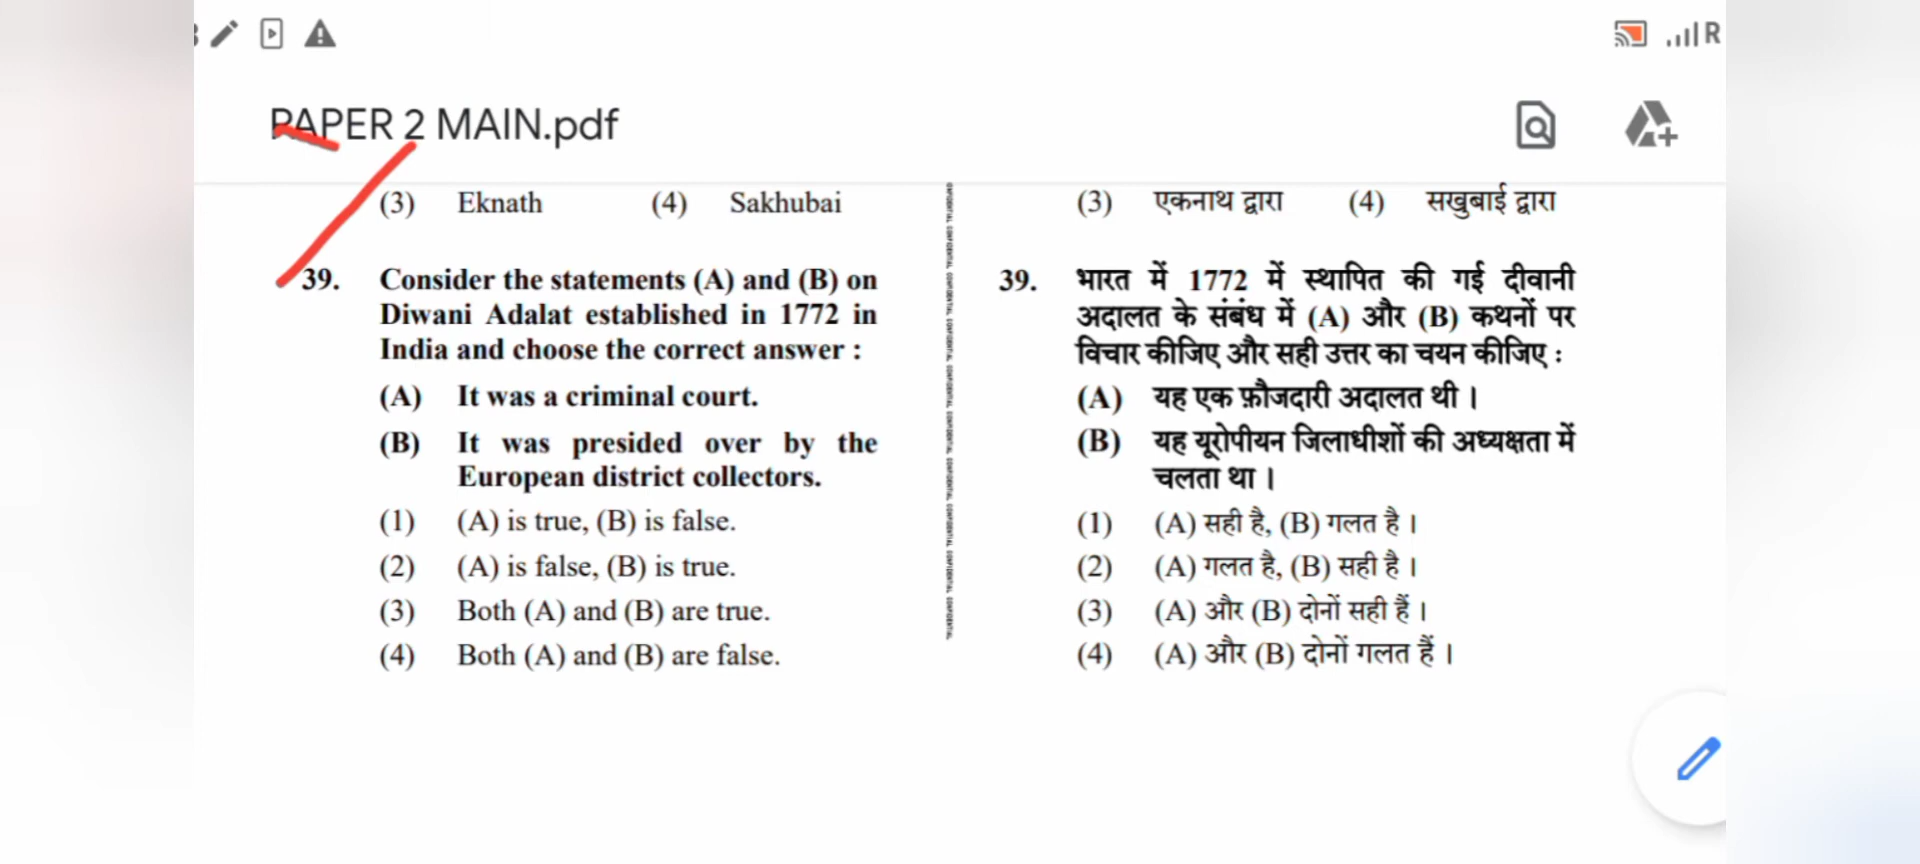 R
PAPER 2 MAIN.pdf
(3) Eknath (4) Sakhubai
39. Consider the statements (A) and (B) on
Diwani Adalat established in 1772 in
India and choose the correct answer :
(A) It was a criminal court.
(B) It was presided over by the
European district collectors.
(1) (A) is true, (B) is false.
(2) (A) is false, (B) is true.
(3) Both (A) and (B) are true.
(4) Both (A) and (B) are false.
(3) एकनाथ द्वारा (4) सखुबाई द्वारा
39. भारत में 1772 में स्थापित की गई दीवानी
अदालत के संबंध में (A) और (B) कथनों पर
विचार कीजिए और सही उत्तर का चयन कीजिए :
(A) यह एक फ़ौजदारी अदालत थी ।
(B) यह यूरोपीयन जिलाधीशों की अध्यक्षता में
चलता था ।
(1) (A) सही है, (B) गलत है ।
(2) (A) गलत है, (B) सही है ।
(3) (A) और (B) दोनों सही हैं ।
(4) (A) और (B) दोनों गलत हैं ।